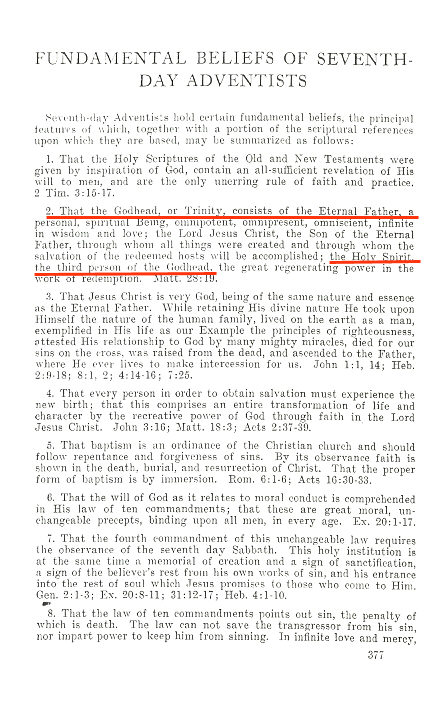 FUNDAMENTAL BELIEFS OF SEVENTH-
DAY ADVENTISTS
Seventh-day Adventists hold certain fundamental beliefs, the principal
features of which, together with a portion of the scriptural references
upon which they are based, may be summarized as follows:
1. That the Holy Scriptures of the Old and New Testaments were
given by inspiration of God, contain an all-sufficient revelation of His
will to men, and are the only unerring rule of faith and practice.
2 Tim. 3:15-17.
2. That the Godhead, or Trinity, consists of the Eternal Father, a
personal, spiritual Being, omnipotent, omnipresent, omniscient, infinite
in wisdom and love; the Lord Jesus Christ, the Son of the Eternal
Father, through whom all things were created and through whom the
salvation of the redeemed hosts will be accomplished; the Holy Spirit,
the third person of the Godhead, the great regenerating power in the
work of redemption. Matt. 28:19.
3. That Jesus Christ is very God, being of the same nature and essence
as the Eternal Father. While retaining His divine nature He took upon
Himself the nature of the human family, lived on the earth as a man,
exemplified in His life as our Example the principles of righteousness,
attested His relationship to God by many mighty miracles, died for our
sins on the cross, was raised from the dead, and ascended to the Father,
where He ever lives to make intercession for us. John 1:1, 14; Heb.
2:9-18; 8:1, 2; 4:14-16; 7:25.
4. That every person in order to obtain salvation must experience the
new birth; that this comprises an entire transformation of life and
character by the recreative power of God through faith in the Lord
Jesus Christ. John 3:16; Matt. 18:3; Acts 2:37-39.
5. That baptism is an ordinance of the Christian church and should
follow repentance and forgiveness of sins. By its observance faith is
shown in the death, burial, and resurrection of Christ. That the proper
form of baptism is by immersion. Rom. 6:1-6; Acts 16:30-33.
6. That the will of God as it relates to moral conduct is comprehended
in His law of ten commandments; that these are great moral, un-
changeable precepts, binding upon all men, in every age. Ex. 20:1-17.
7. That the fourth commandment of this unchangeable law requires
the observance of the seventh day Sabbath. This holy institution is
at the same time a memorial of creation and a sign of sanctification,
a sign of the believer's rest from his own works of sin, and his entrance
into the rest of soul which Jesus promises to those who come to Him.
Gen. 2:1-3; Ex. 20:8-11; 31:12-17; Heb. 4:1-10.
8. That the law of ten commandments points out sin, the penalty of
which is death. The law can not save the transgressor from his sin,
nor impart power to keep him from sinning. In infinite love and mercy,
377